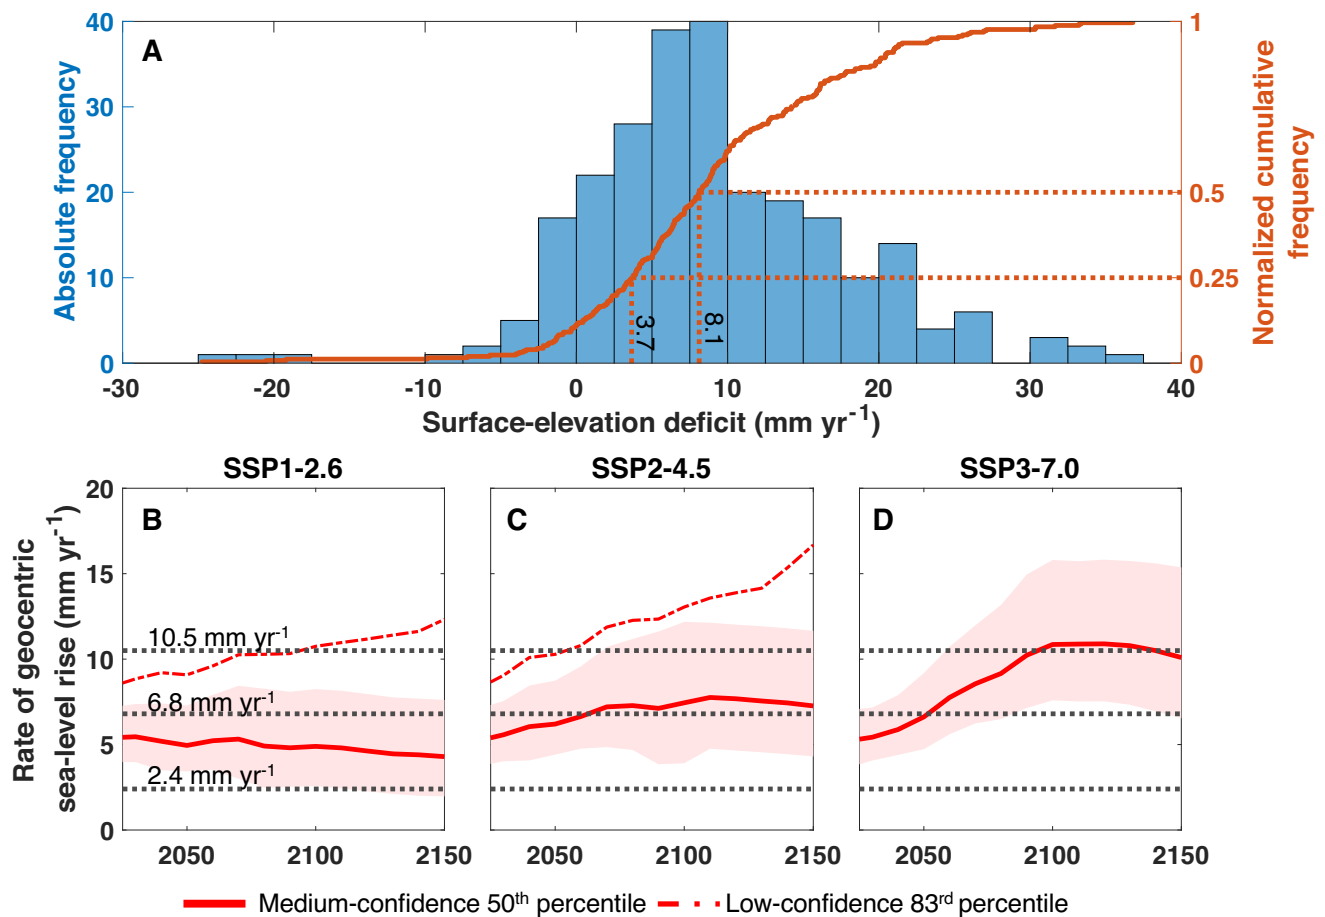 A
Absolute frequency
40
30
20
10
0
1
0.5
0.25
0
Normalized cumulative
frequency
3.7
8.1
-30
-20
-10
0
10
20
30
40
Surface-elevation deficit (mm yr-1)
SSP1-2.6
SSP2-4.5
SSP3-7.0
Rate of geocentric
sea-level rise (mm yr-1)
20
15
10
5
0
B
C
D
10.5 mm yr-1
6.8 mm yr-1
2.4 mm yr-1
2050
2100
2150
2050
2100
2150
2050
2100
2150
Medium-confidence 50th percentile
Low-confidence 83rd percentile